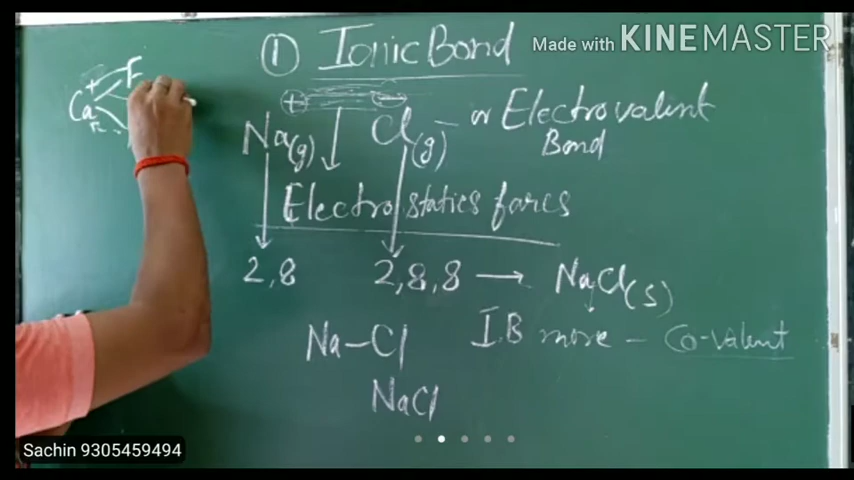 ① Ionic Bond
Made with KINEMASTER
Ca F
+ −
Na(g) ↓ Cl⁻(g) or Electrovalent
Bond
Electrostatics fares
2,8 2,8,8 → NaCl(s)
Na–Cl I.B more – Co-valent
NaCl
Sachin 9305459494